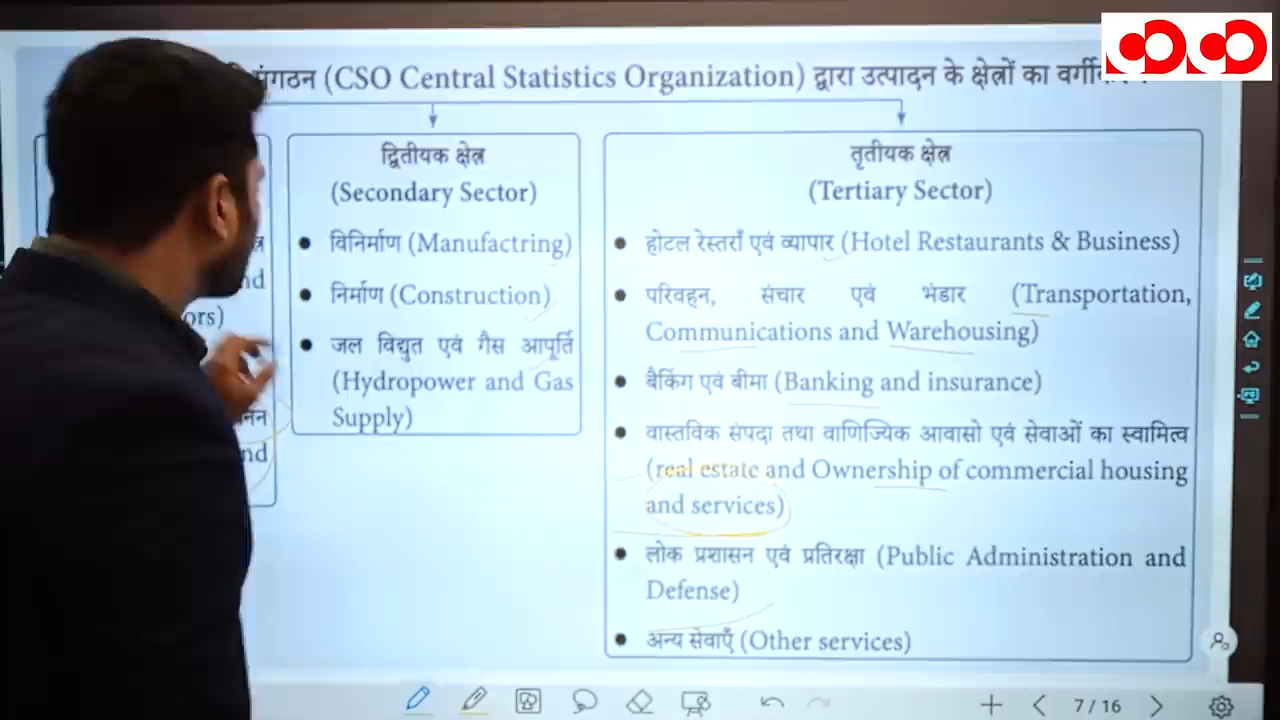 संगठन (CSO Central Statistics Organization) द्वारा उत्पादन के क्षेत्रों का
द्वितीयक क्षेत्र
(Secondary Sector)
• विनिर्माण (Manufactring)
• निर्माण (Construction)
• जल विद्युत एवं गैस आपूर्ति
(Hydropower and Gas
Supply)
तृतीयक क्षेत्र
(Tertiary Sector)
• होटल रेस्तराँ एवं व्यापार (Hotel Restaurants & Business)
• परिवहन, संचार एवं भंडार (Transportation,
Communications and Warehousing)
• बैकिंग एवं बीमा (Banking and insurance)
• वास्तविक संपदा तथा वाणिज्यिक आवासो एवं सेवाओं का स्वामित्व
(real estate and Ownership of commercial housing
and services)
• लोक प्रशासन एवं प्रतिरक्षा (Public Administration and
Defense)
• अन्य सेवाएँ (Other services)
7 / 16